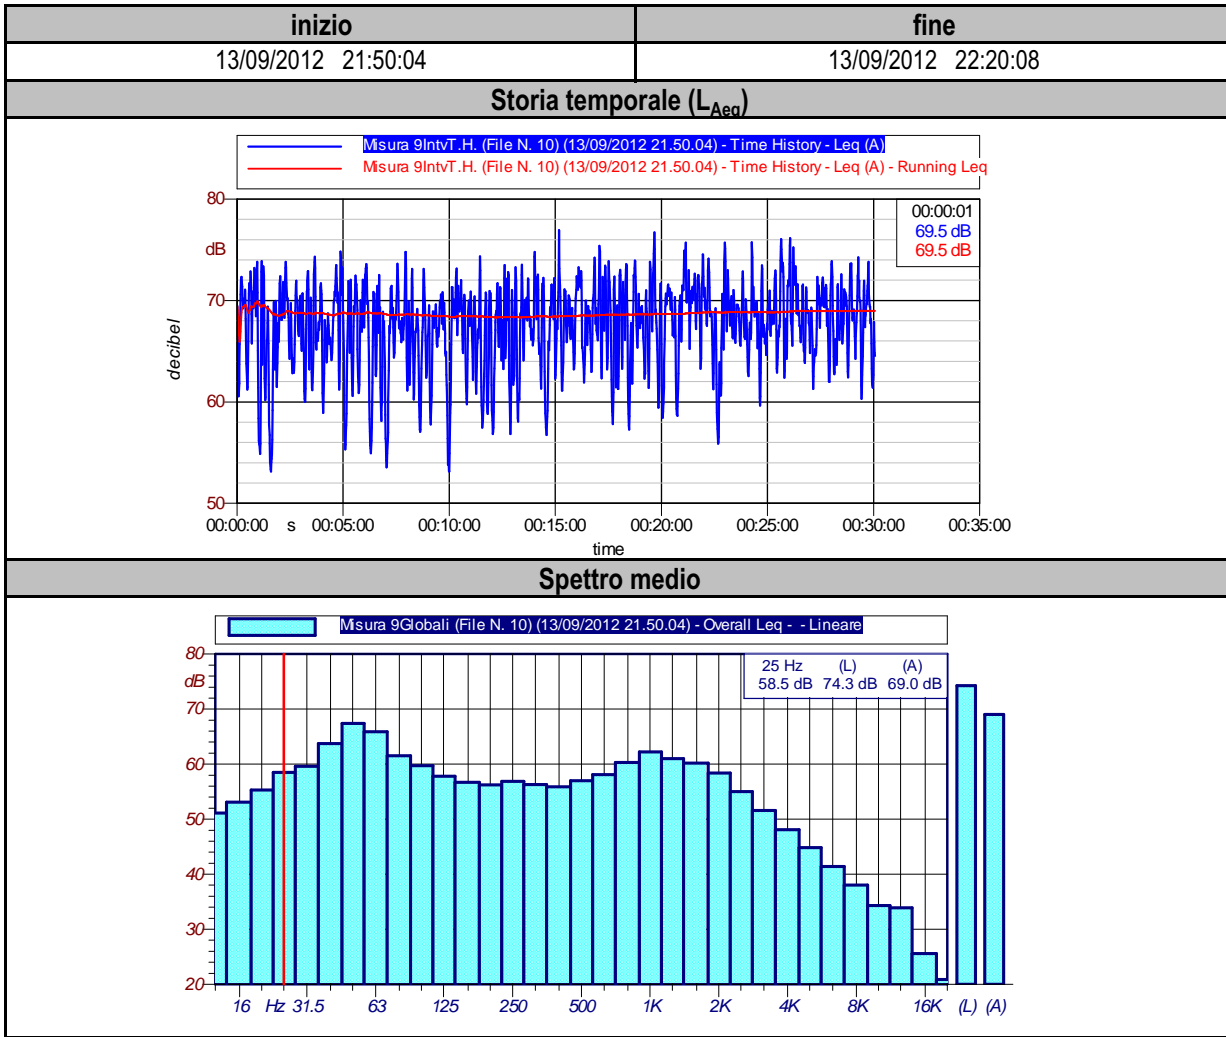 inizio fine
13/09/2012 21:50:04 13/09/2012 22:20:08
Storia temporale (LAeq)
Misura 9IntvT.H. (File N. 10) (13/09/2012 21.50.04) - Time History - Leq (A)
Misura 9IntvT.H. (File N. 10) (13/09/2012 21.50.04) - Time History - Leq (A) - Running Leq
80
dB
70
60
50
decibel
00:00:01
69.5 dB
69.5 dB
00:00:00 s 00:05:00 00:10:00 00:15:00 00:20:00 00:25:00 00:30:00 00:35:00
time
Spettro medio
Misura 9Globali (File N. 10) (13/09/2012 21.50.04) - Overall Leq - - Lineare
80
dB
70
60
50
40
30
20
25 Hz (L) (A)
58.5 dB 74.3 dB 69.0 dB
16 Hz 31.5 63 125 250 500 1K 2K 4K 8K 16K (L) (A)